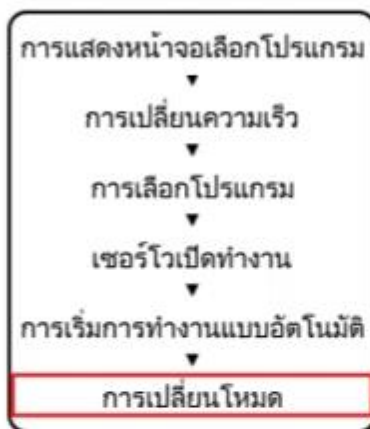 การแสดงหน้าจอเลือกโปรแกรม
▼
การเปลี่ยนความเร็ว
▼
การเลือกโปรแกรม
▼
เซอร์โวเปิดทำงาน
▼
การเริ่มการทำงานแบบอัตโนมัติ
▼
การเปลี่ยนโหมด